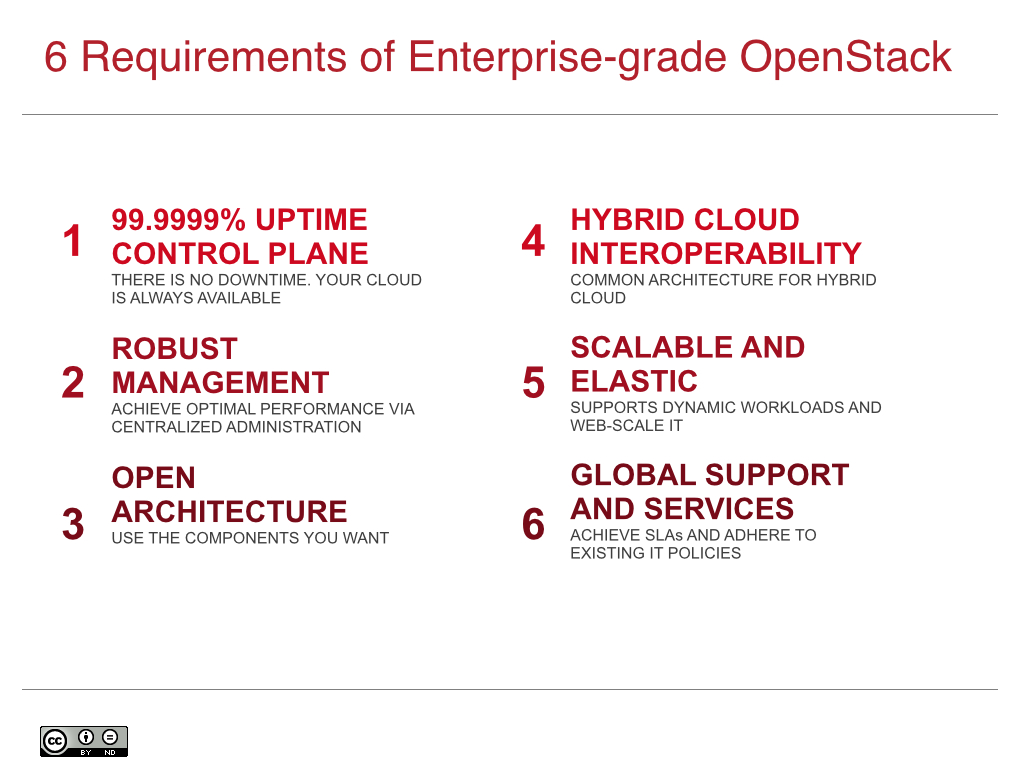 6 Requirements of Enterprise-grade OpenStack
1
99.9999% UPTIME
CONTROL PLANE
THERE IS NO DOWNTIME. YOUR CLOUD
IS ALWAYS AVAILABLE
2
ROBUST
MANAGEMENT
ACHIEVE OPTIMAL PERFORMANCE VIA
CENTRALIZED ADMINISTRATION
3
OPEN
ARCHITECTURE
USE THE COMPONENTS YOU WANT
4
HYBRID CLOUD
INTEROPERABILITY
COMMON ARCHITECTURE FOR HYBRID
CLOUD
5
SCALABLE AND
ELASTIC
SUPPORTS DYNAMIC WORKLOADS AND
WEB-SCALE IT
6
GLOBAL SUPPORT
AND SERVICES
ACHIEVE SLAs AND ADHERE TO
EXISTING IT POLICIES
cc BY ND